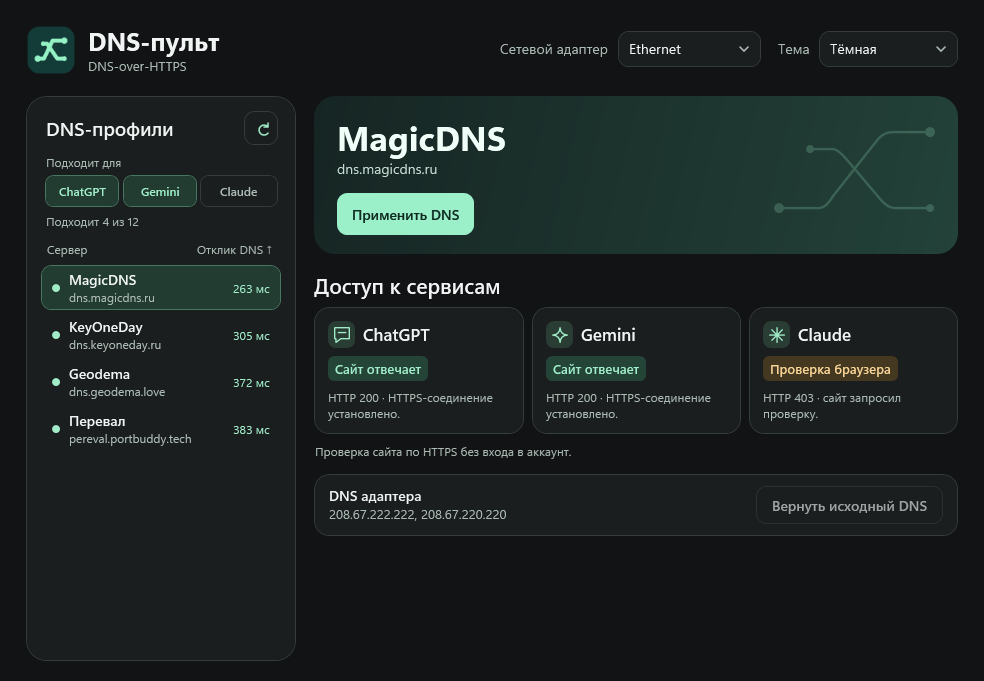 DNS-пульт
DNS-over-HTTPS
Сетевой адаптер
Ethernet
Тема
Тёмная
DNS-профили
Подходит для
ChatGPT
Gemini
Claude
Подходит 4 из 12
Сервер
Отклик DNS ↑
MagicDNS
dns.magicdns.ru
263 мс
KeyOneDay
dns.keyoneday.ru
305 мс
Geodema
dns.geodema.love
372 мс
Перевал
pereval.portbuddy.tech
383 мс
MagicDNS
dns.magicdns.ru
Применить DNS
Доступ к сервисам
ChatGPT
Сайт отвечает
HTTP 200 · HTTPS-соединение
установлено.
Gemini
Сайт отвечает
HTTP 200 · HTTPS-соединение
установлено.
Claude
Проверка браузера
HTTP 403 · сайт запросил
проверку.
Проверка сайта по HTTPS без входа в аккаунт.
DNS адаптера
208.67.222.222, 208.67.220.220
Вернуть исходный DNS